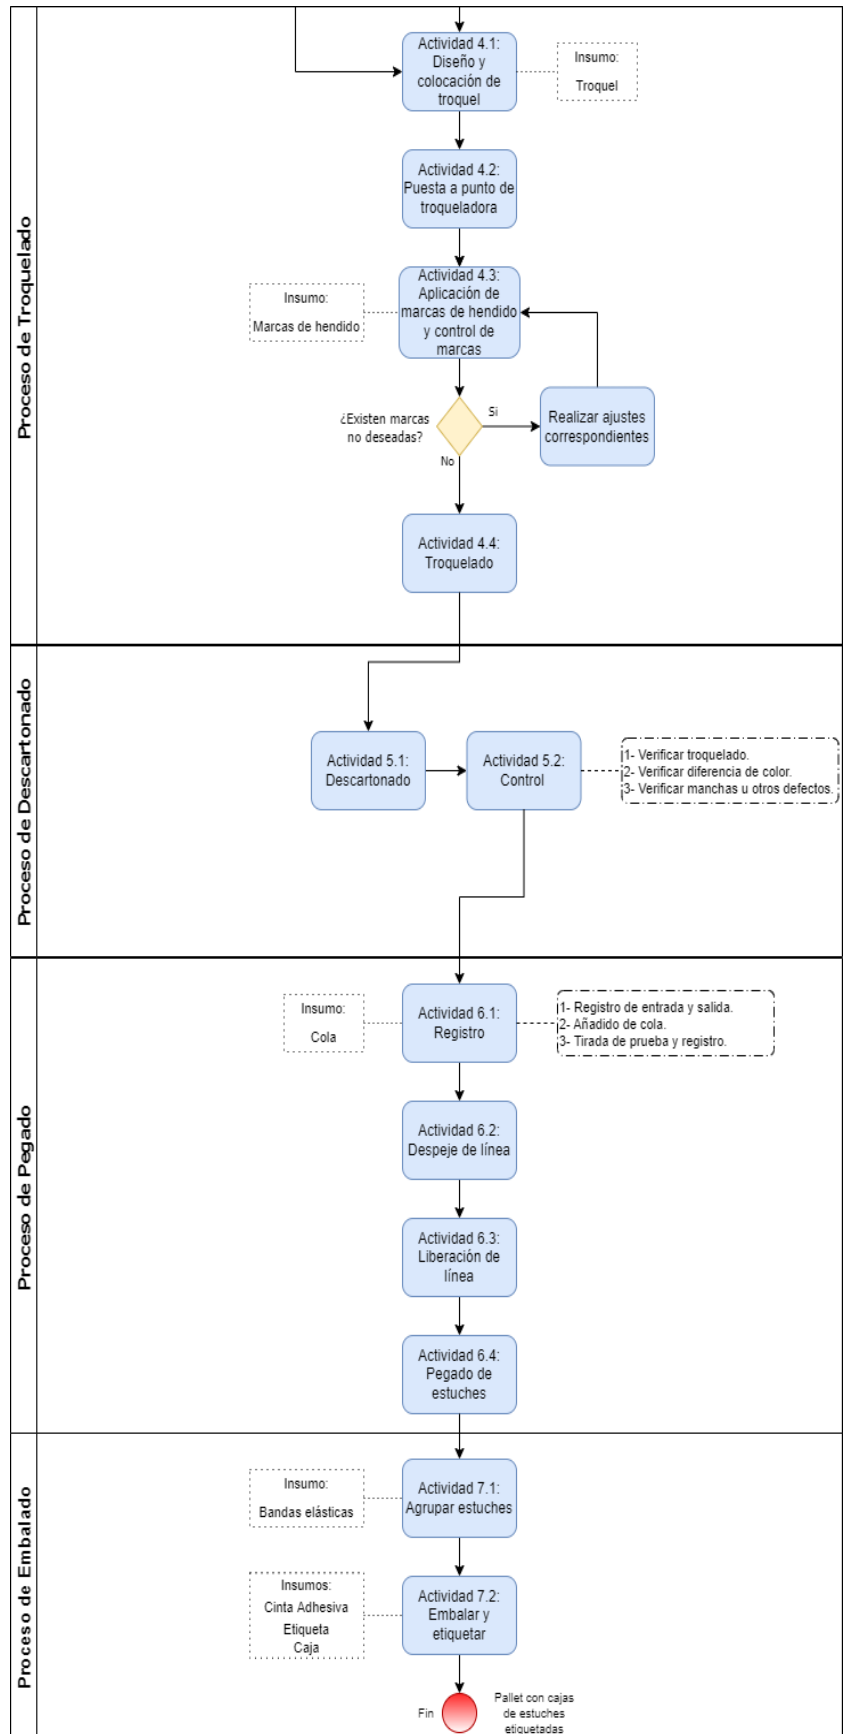 Proceso de Troquelado
Actividad 4.1:
Diseño y
colocación de
troquel
Insumo:
Troquel
Actividad 4.2:
Puesta a punto de
troqueladora
Insumo:
Marcas de hendido
Actividad 4.3:
Aplicación de
marcas de hendido
y control de
marcas
¿Existen marcas
no deseadas?
Si
No
Realizar ajustes
correspondientes
Actividad 4.4:
Troquelado
Proceso de Descartonado
Actividad 5.1:
Descartonado
Actividad 5.2:
Control
1- Verificar troquelado.
2- Verificar diferencia de color.
3- Verificar manchas u otros defectos.
Proceso de Pegado
Insumo:
Cola
Actividad 6.1:
Registro
1- Registro de entrada y salida.
2- Añadido de cola.
3- Tirada de prueba y registro.
Actividad 6.2:
Despeje de línea
Actividad 6.3:
Liberación de
línea
Actividad 6.4:
Pegado de
estuches
Proceso de Embalado
Insumo:
Bandas elásticas
Actividad 7.1:
Agrupar estuches
Insumos:
Cinta Adhesiva
Etiqueta
Caja
Actividad 7.2:
Embalar y
etiquetar
Fin
Pallet con cajas
de estuches
etiquetadas